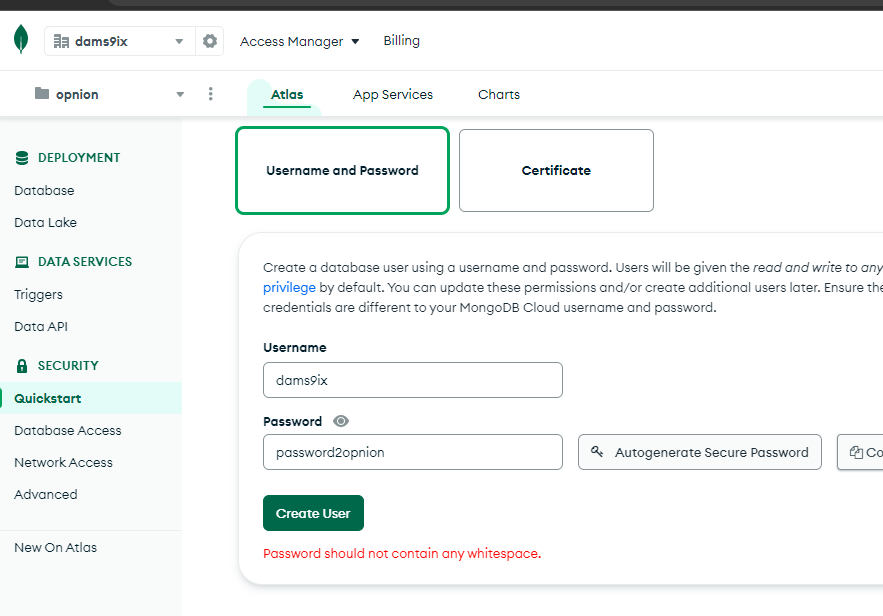 dams9ix
Access Manager
Billing
opnion
Atlas
App Services
Charts
DEPLOYMENT
Database
Data Lake
DATA SERVICES
Triggers
Data API
SECURITY
Quickstart
Database Access
Network Access
Advanced
New On Atlas
Username and Password
Certificate
Create a database user using a username and password. Users will be given the read and write to any
privilege by default. You can update these permissions and/or create additional users later. Ensure the
credentials are different to your MongoDB Cloud username and password.
Username
dams9ix
Password
password2opnion
Autogenerate Secure Password
Co
Create User
Password should not contain any whitespace.